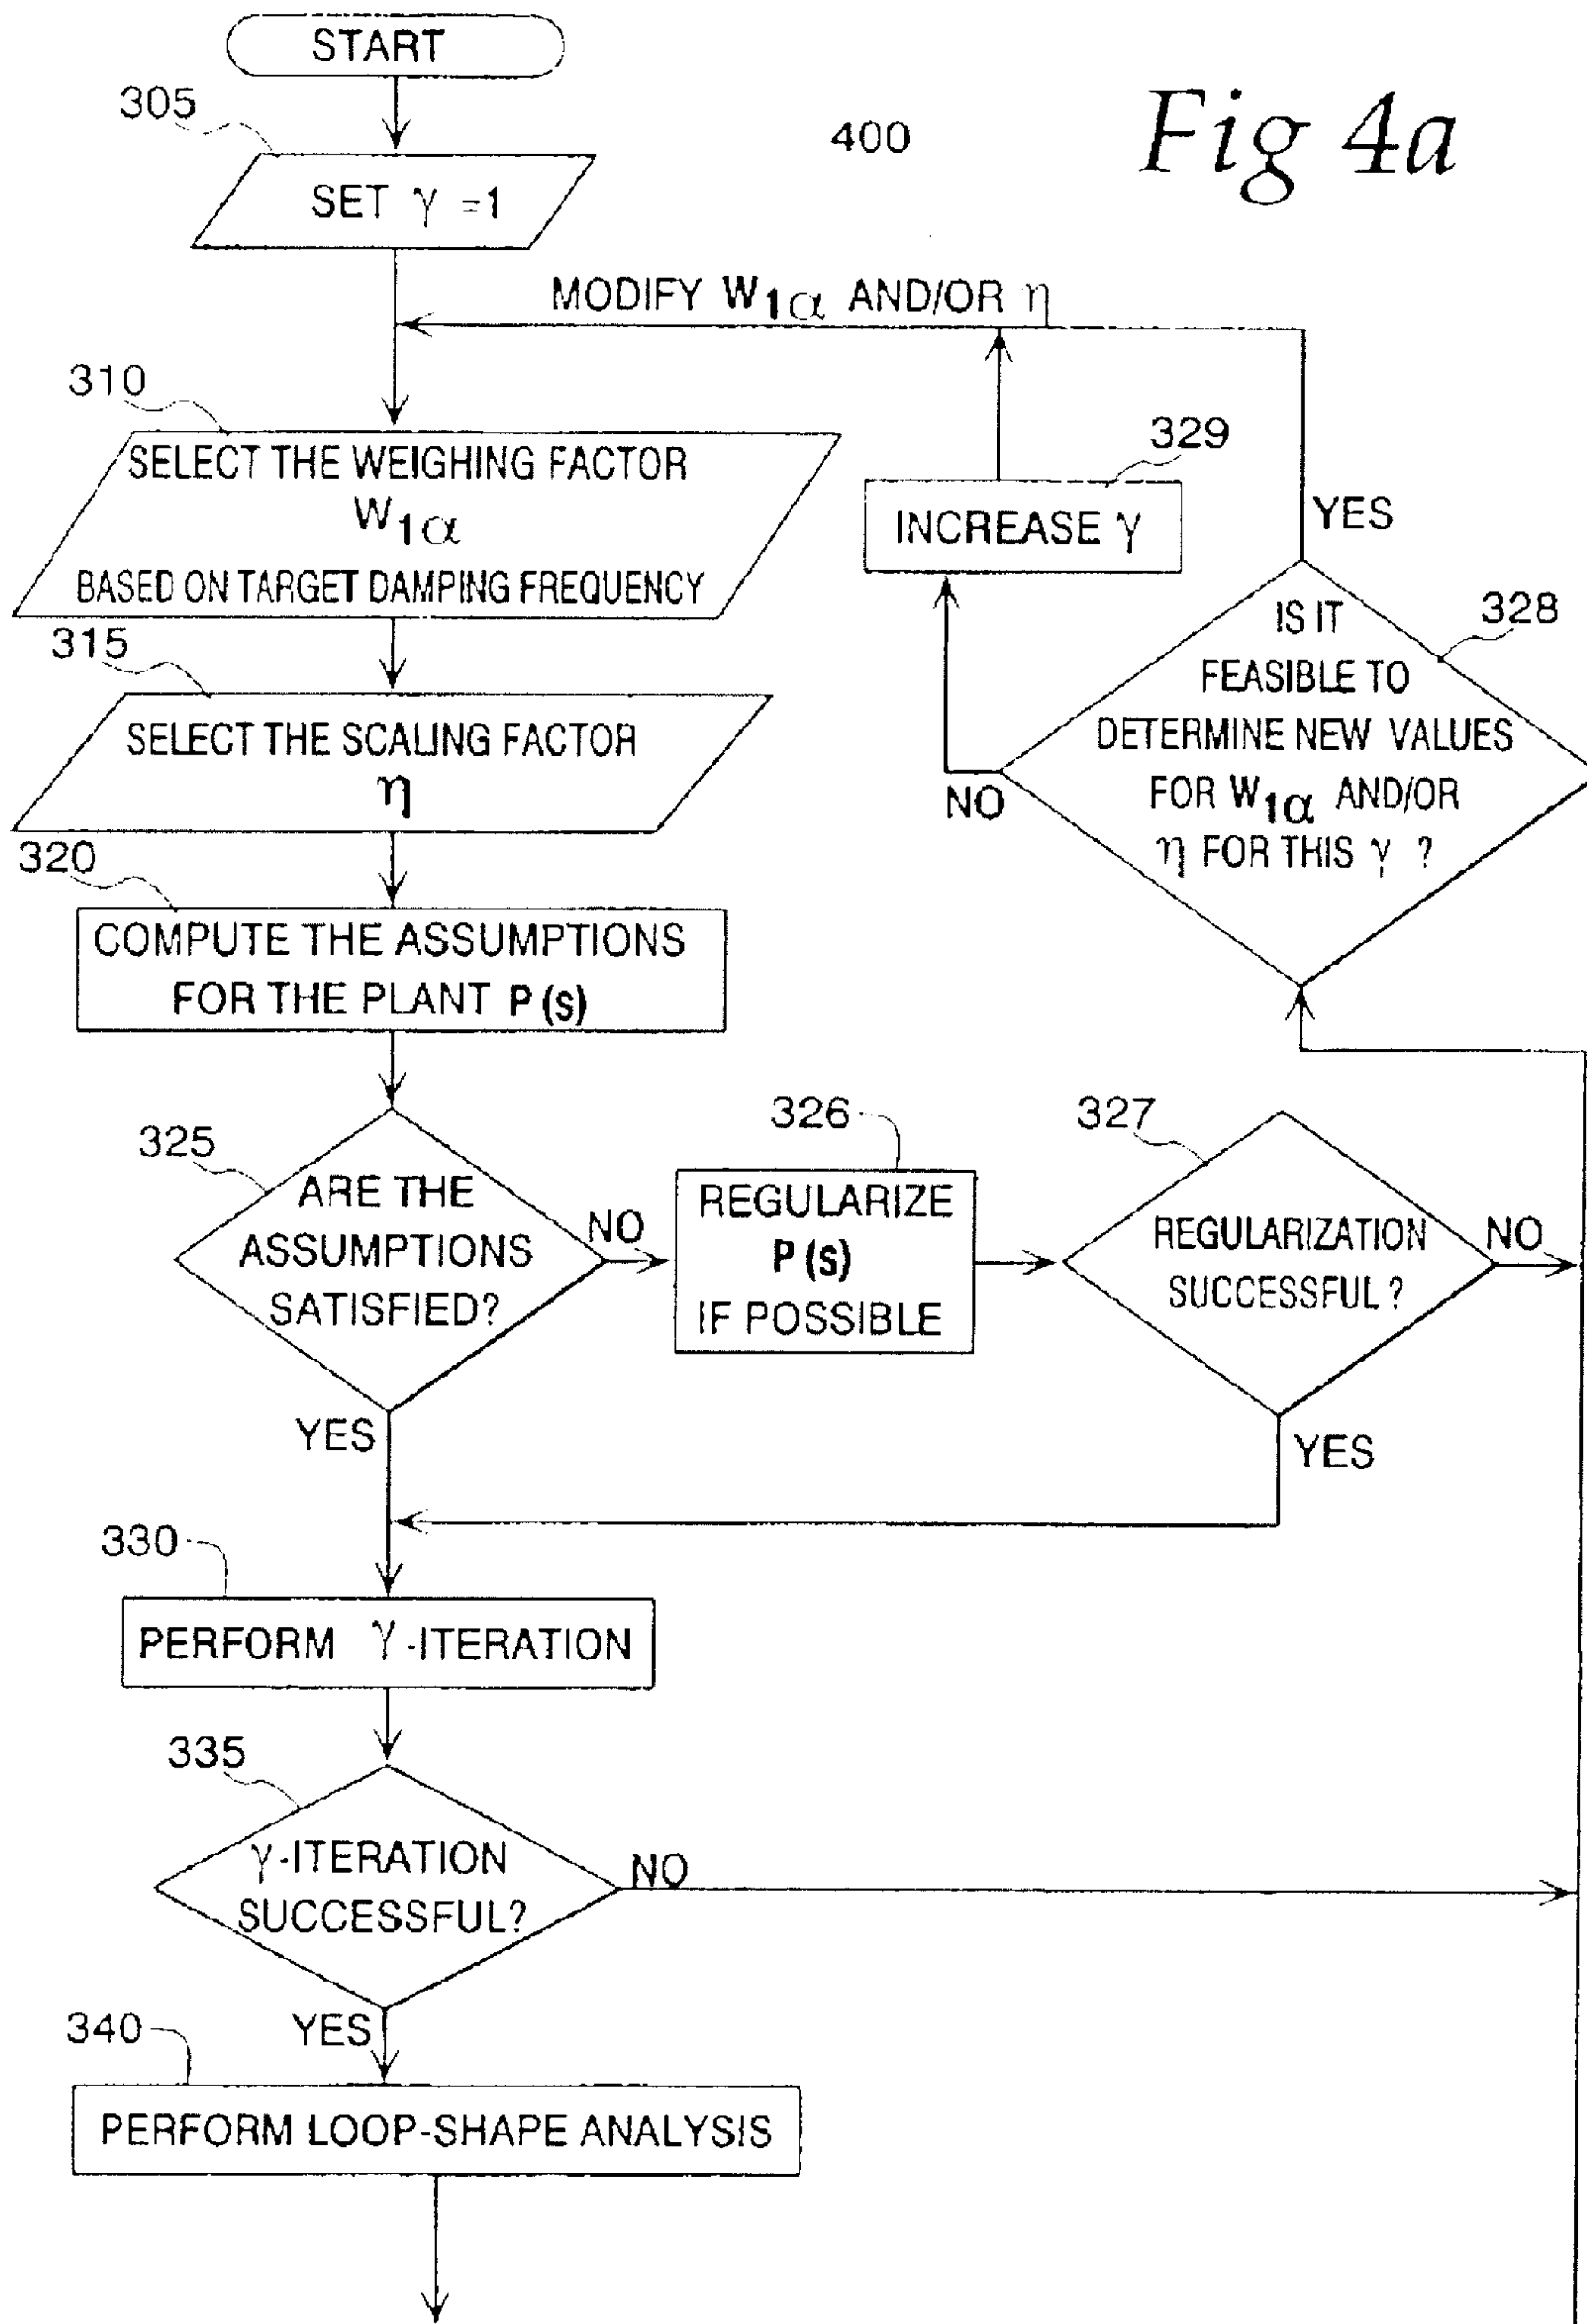 START
Fig 4a
400
305
SET γ =1
MODIFY W1α AND/OR η
310
SELECT THE WEIGHING FACTOR
W1α
BASED ON TARGET DAMPING FREQUENCY
329
INCREASE γ
YES
328
IS IT
FEASIBLE TO
DETERMINE NEW VALUES
FOR W1α AND/OR
η FOR THIS γ ?
NO
315
SELECT THE SCALING FACTOR
η
320
COMPUTE THE ASSUMPTIONS
FOR THE PLANT P(s)
325
ARE THE
ASSUMPTIONS
SATISFIED?
NO
YES
326
REGULARIZE
P(s)
IF POSSIBLE
327
REGULARIZATION
SUCCESSFUL?
NO
YES
330
PERFORM γ-ITERATION
335
γ-ITERATION
SUCCESSFUL?
NO
YES
340
PERFORM LOOP-SHAPE ANALYSIS